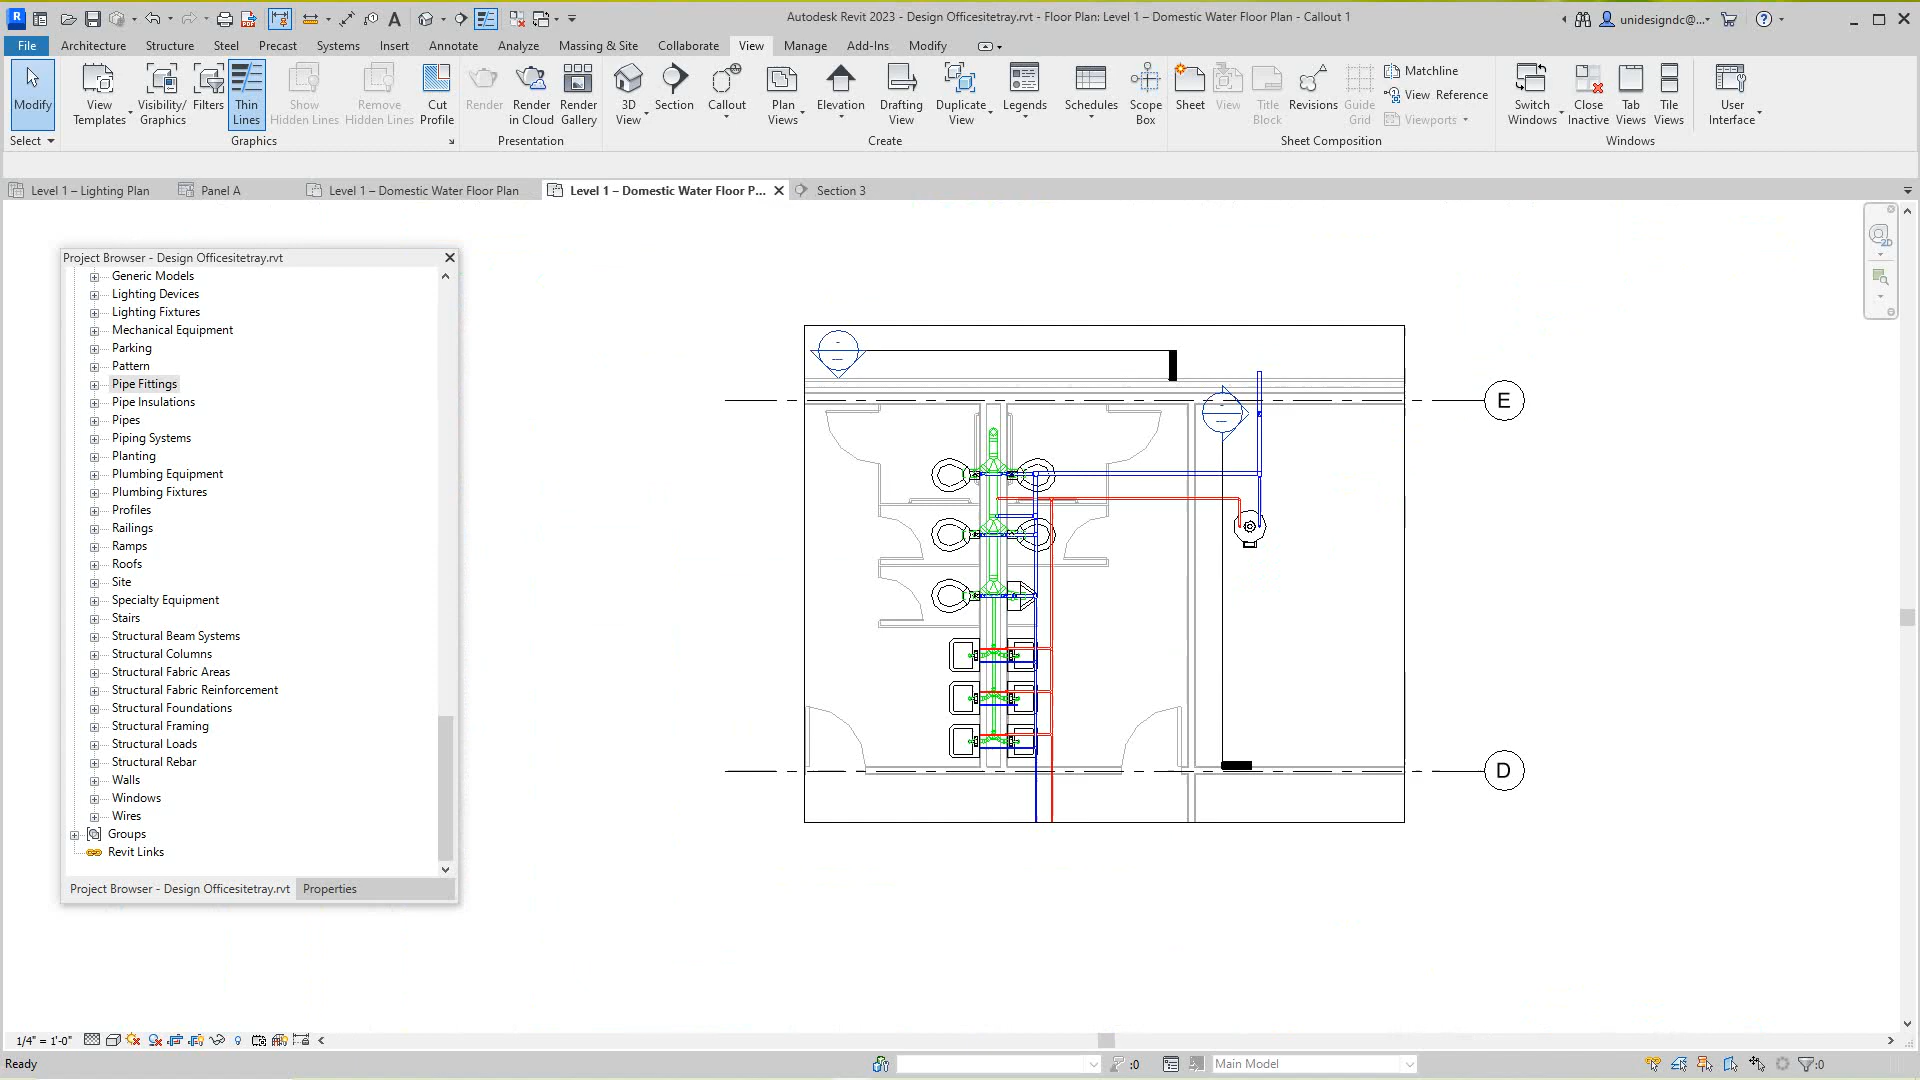 Autodesk Revit 2023 - Design Officesitetray.rvt - Floor Plan: Level 1 – Domestic Water Floor Plan - Callout 1
unidesigndc@...
File Architecture Structure Steel Precast Systems Insert Annotate Analyze Massing & Site Collaborate View Manage Add-Ins Modify
Modify
View Templates
Visibility/ Graphics
Filters
Thin Lines
Show Hidden Lines
Remove Hidden Lines
Cut Profile
Render
Render in Cloud
Render Gallery
3D View
Section
Callout
Plan Views
Elevation
Drafting View
Duplicate View
Legends
Schedules
Scope Box
Sheet
View
Title Block
Revisions
Guide Grid
Matchline
View Reference
Viewports
Switch Windows
Close Inactive
Tab Views
Tile Views
User Interface
Select Graphics Presentation Create Sheet Composition Windows
Level 1 – Lighting Plan Panel A Level 1 – Domestic Water Floor Plan Level 1 – Domestic Water Floor P... Section 3
2D
Project Browser - Design Officesitetray.rvt
Generic Models
Lighting Devices
Lighting Fixtures
Mechanical Equipment
Parking
Pattern
Pipe Fittings
Pipe Insulations
Pipes
Piping Systems
Planting
Plumbing Equipment
Plumbing Fixtures
Profiles
Railings
Ramps
Roofs
Site
Specialty Equipment
Stairs
Structural Beam Systems
Structural Columns
Structural Fabric Areas
Structural Fabric Reinforcement
Structural Foundations
Structural Framing
Structural Loads
Structural Rebar
Walls
Windows
Wires
Groups
Revit Links
Project Browser - Design Officesitetray.rvt Properties
E
D
1/4" = 1'-0"
Ready :0 Main Model :0